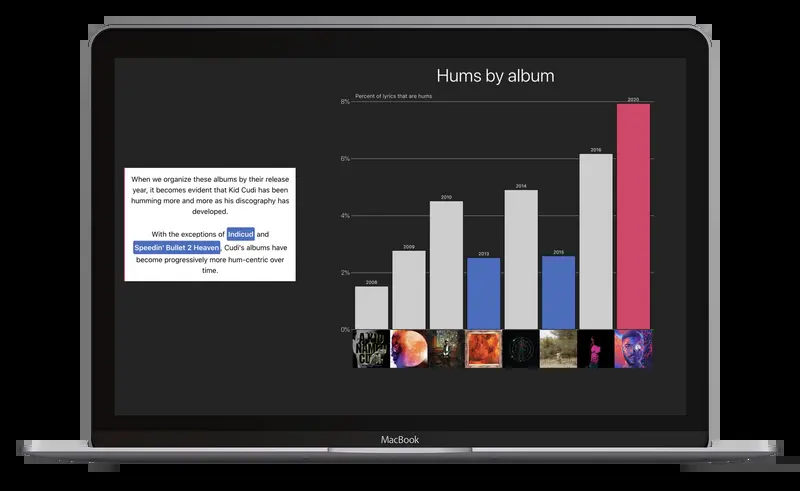 Hums by album
Percent of lyrics that are hums
8%
6%
4%
2%
0%
2008
2009
2010
2013
2014
2015
2016
2020
When we organize these albums by their release
year, it becomes evident that Kid Cudi has been
humming more and more as his discography has
developed.
With the exceptions of Indicud and
Speedin' Bullet 2 Heaven, Cudi's albums have
become progressively more hum-centric over
time.
MacBook